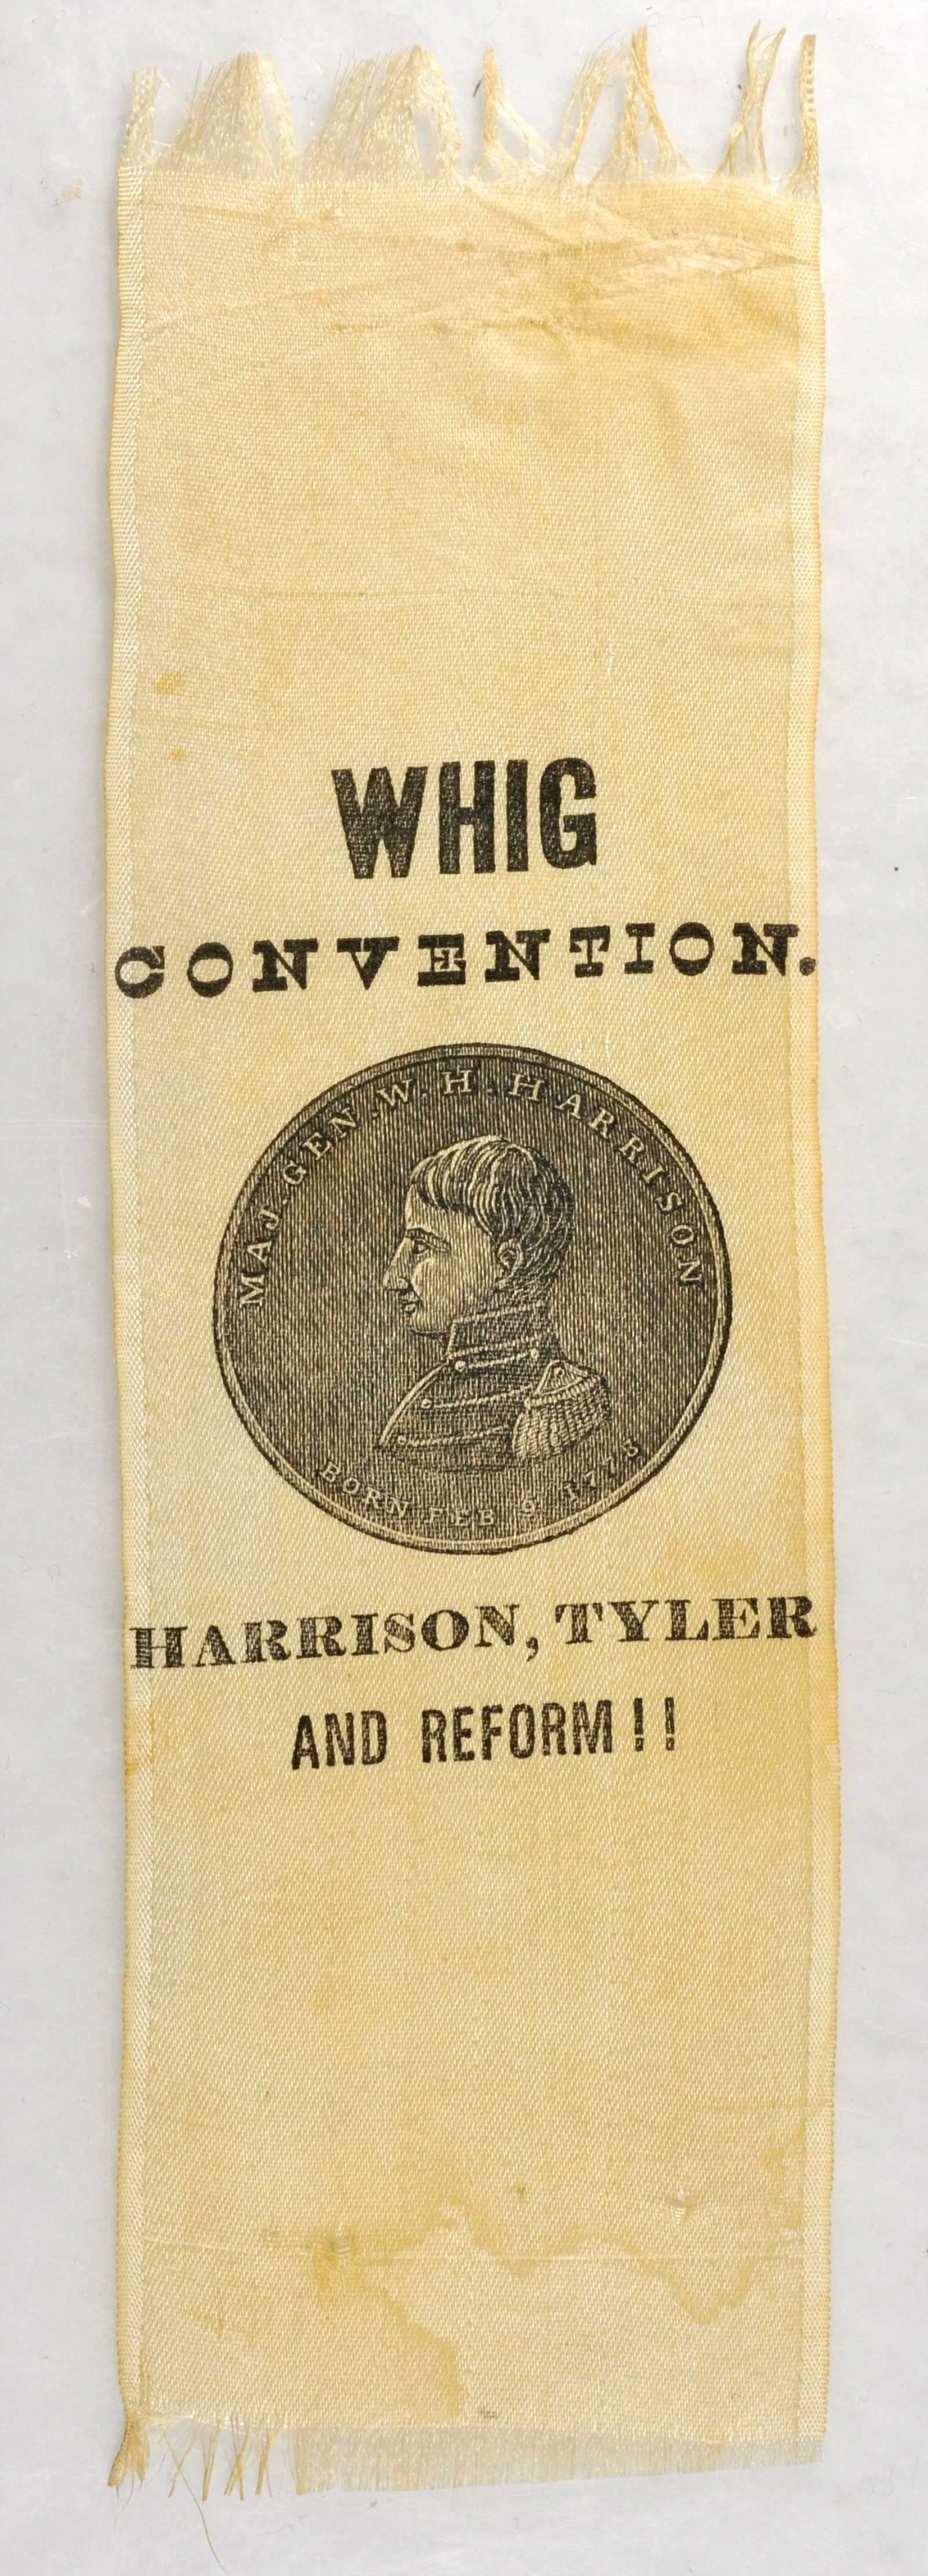 WHIG
CONVENTION.
MAJ. GEN. W. H. HARRISON
BORN FEB 9 1773
HARRISON, TYLER
AND REFORM!!